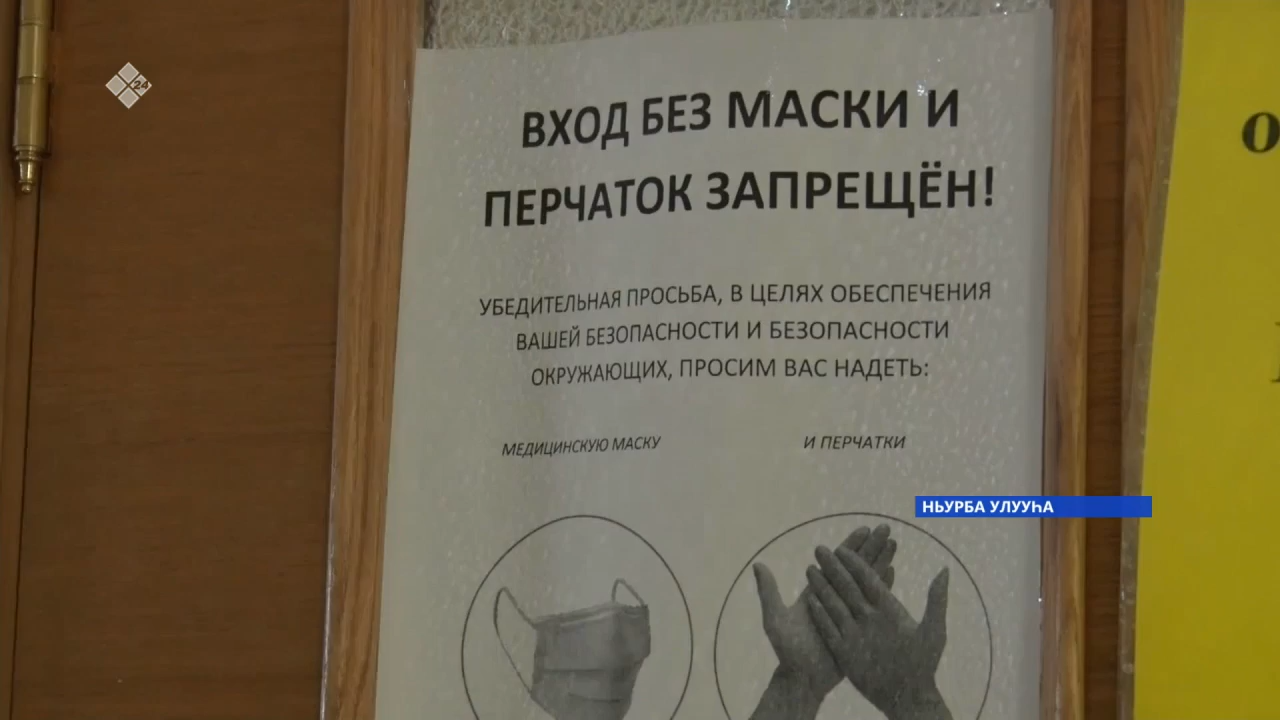 Х24
ВХОД БЕЗ МАСКИ И
ПЕРЧАТОК ЗАПРЕЩЁН!
УБЕДИТЕЛЬНАЯ ПРОСЬБА, В ЦЕЛЯХ ОБЕСПЕЧЕНИЯ
ВАШЕЙ БЕЗОПАСНОСТИ И БЕЗОПАСНОСТИ
ОКРУЖАЮЩИХ, ПРОСИМ ВАС НАДЕТЬ:
МЕДИЦИНСКУЮ МАСКУ
И ПЕРЧАТКИ
НЬУРБА УЛУУҺА